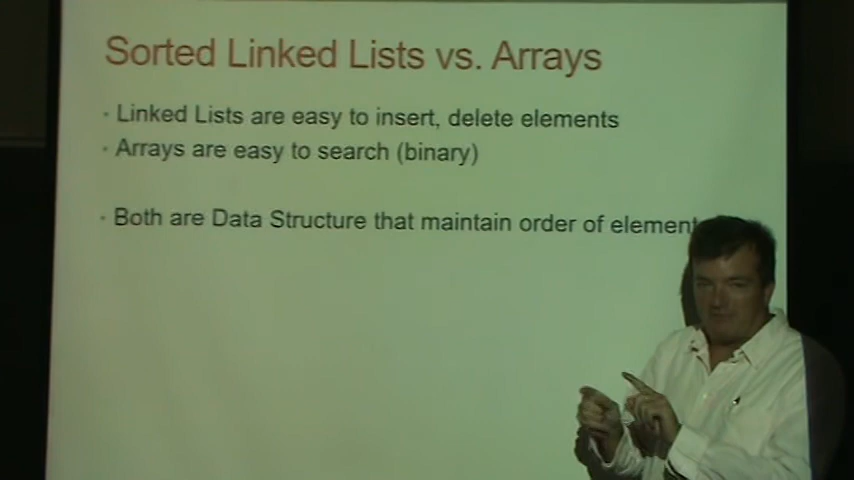 Sorted Linked Lists vs. Arrays
Linked Lists are easy to insert, delete elements
Arrays are easy to search (binary)
Both are Data Structure that maintain order of element